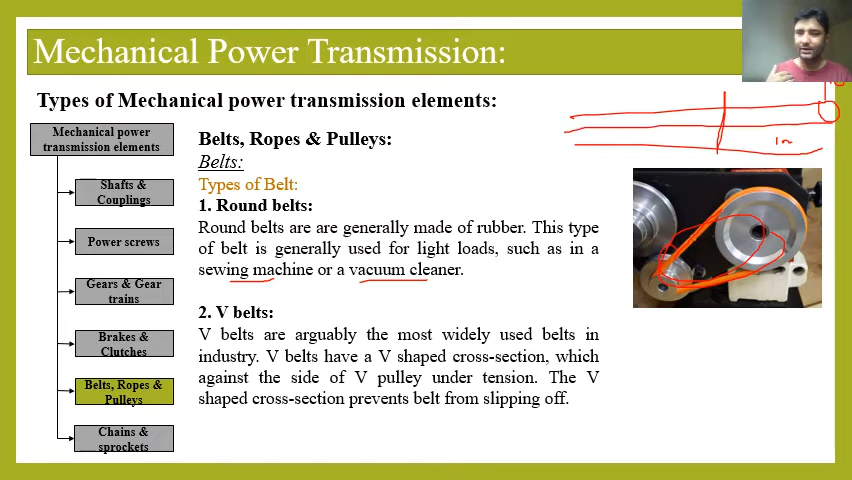 Mechanical Power Transmission:
Types of Mechanical power transmission elements:
Mechanical power
transmission elements
Shafts &
Couplings
Power screws
Gears & Gear
trains
Brakes &
Clutches
Belts, Ropes &
Pulleys
Chains &
sprockets
Belts, Ropes & Pulleys:
Belts:
Types of Belt:
1. Round belts:
Round belts are are generally made of rubber. This type
of belt is generally used for light loads, such as in a
sewing machine or a vacuum cleaner.
2. V belts:
V belts are arguably the most widely used belts in
industry. V belts have a V shaped cross-section, which
against the side of V pulley under tension. The V
shaped cross-section prevents belt from slipping off.